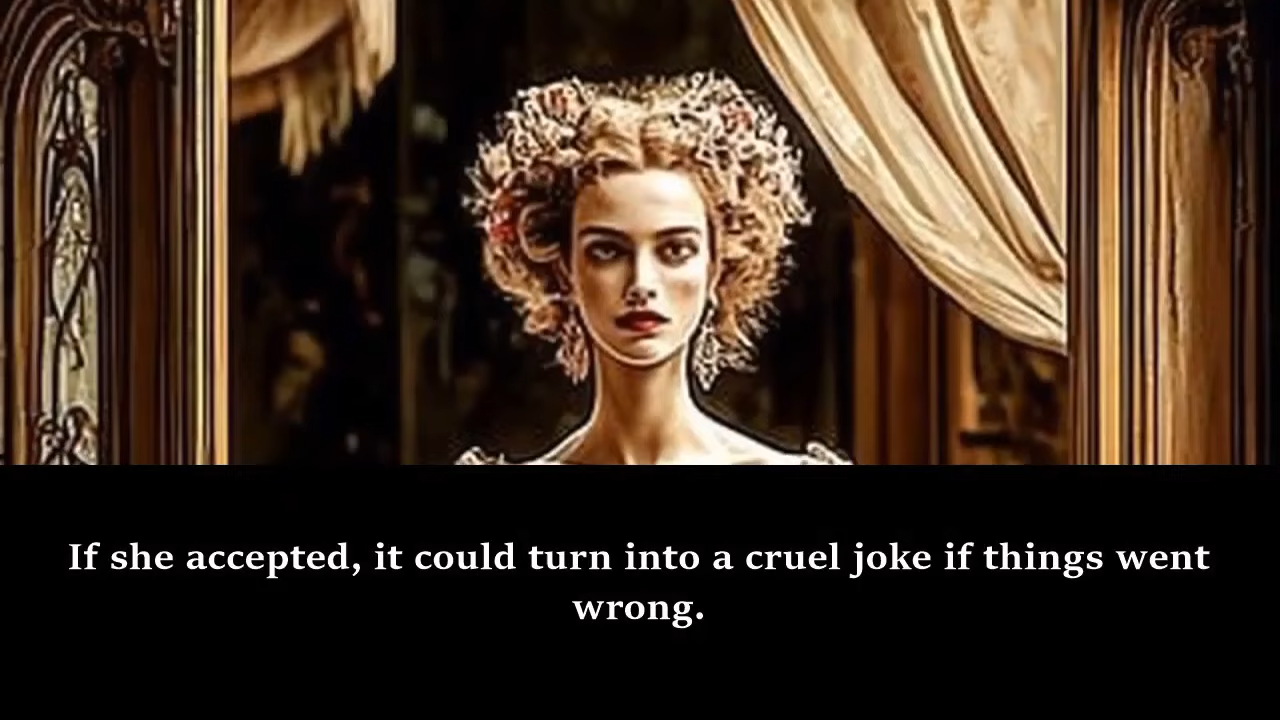 If she accepted, it could turn into a cruel joke if things went
wrong.